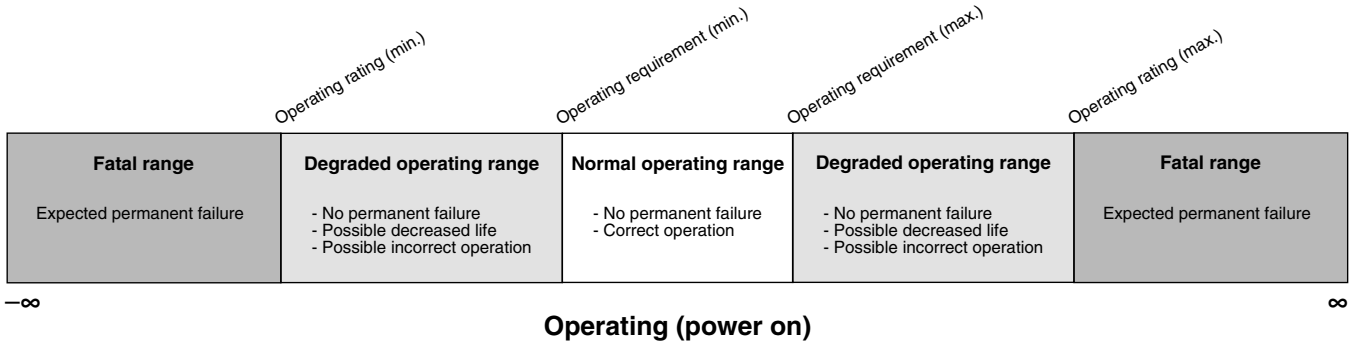 Operating rating (min.)
Operating requirement (min.)
Operating requirement (max.)
Operating rating (max.)
Fatal range
Expected permanent failure
Degraded operating range
- No permanent failure
- Possible decreased life
- Possible incorrect operation
Normal operating range
- No permanent failure
- Correct operation
Degraded operating range
- No permanent failure
- Possible decreased life
- Possible incorrect operation
Fatal range
Expected permanent failure
–∞
∞
Operating (power on)